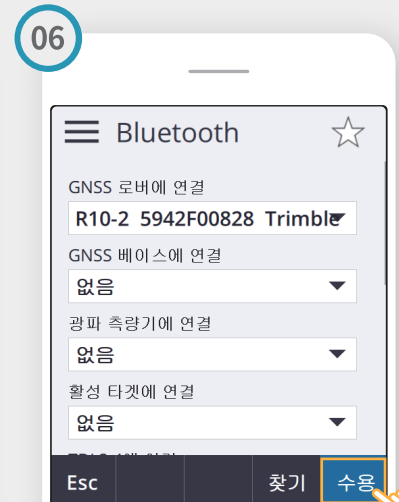 06
Bluetooth
GNSS 로버에 연결
R10-2 5942F00828 Trimble
GNSS 베이스에 연결
없음
광파 측량기에 연결
없음
활성 타겟에 연결
없음
Esc 찾기 수용